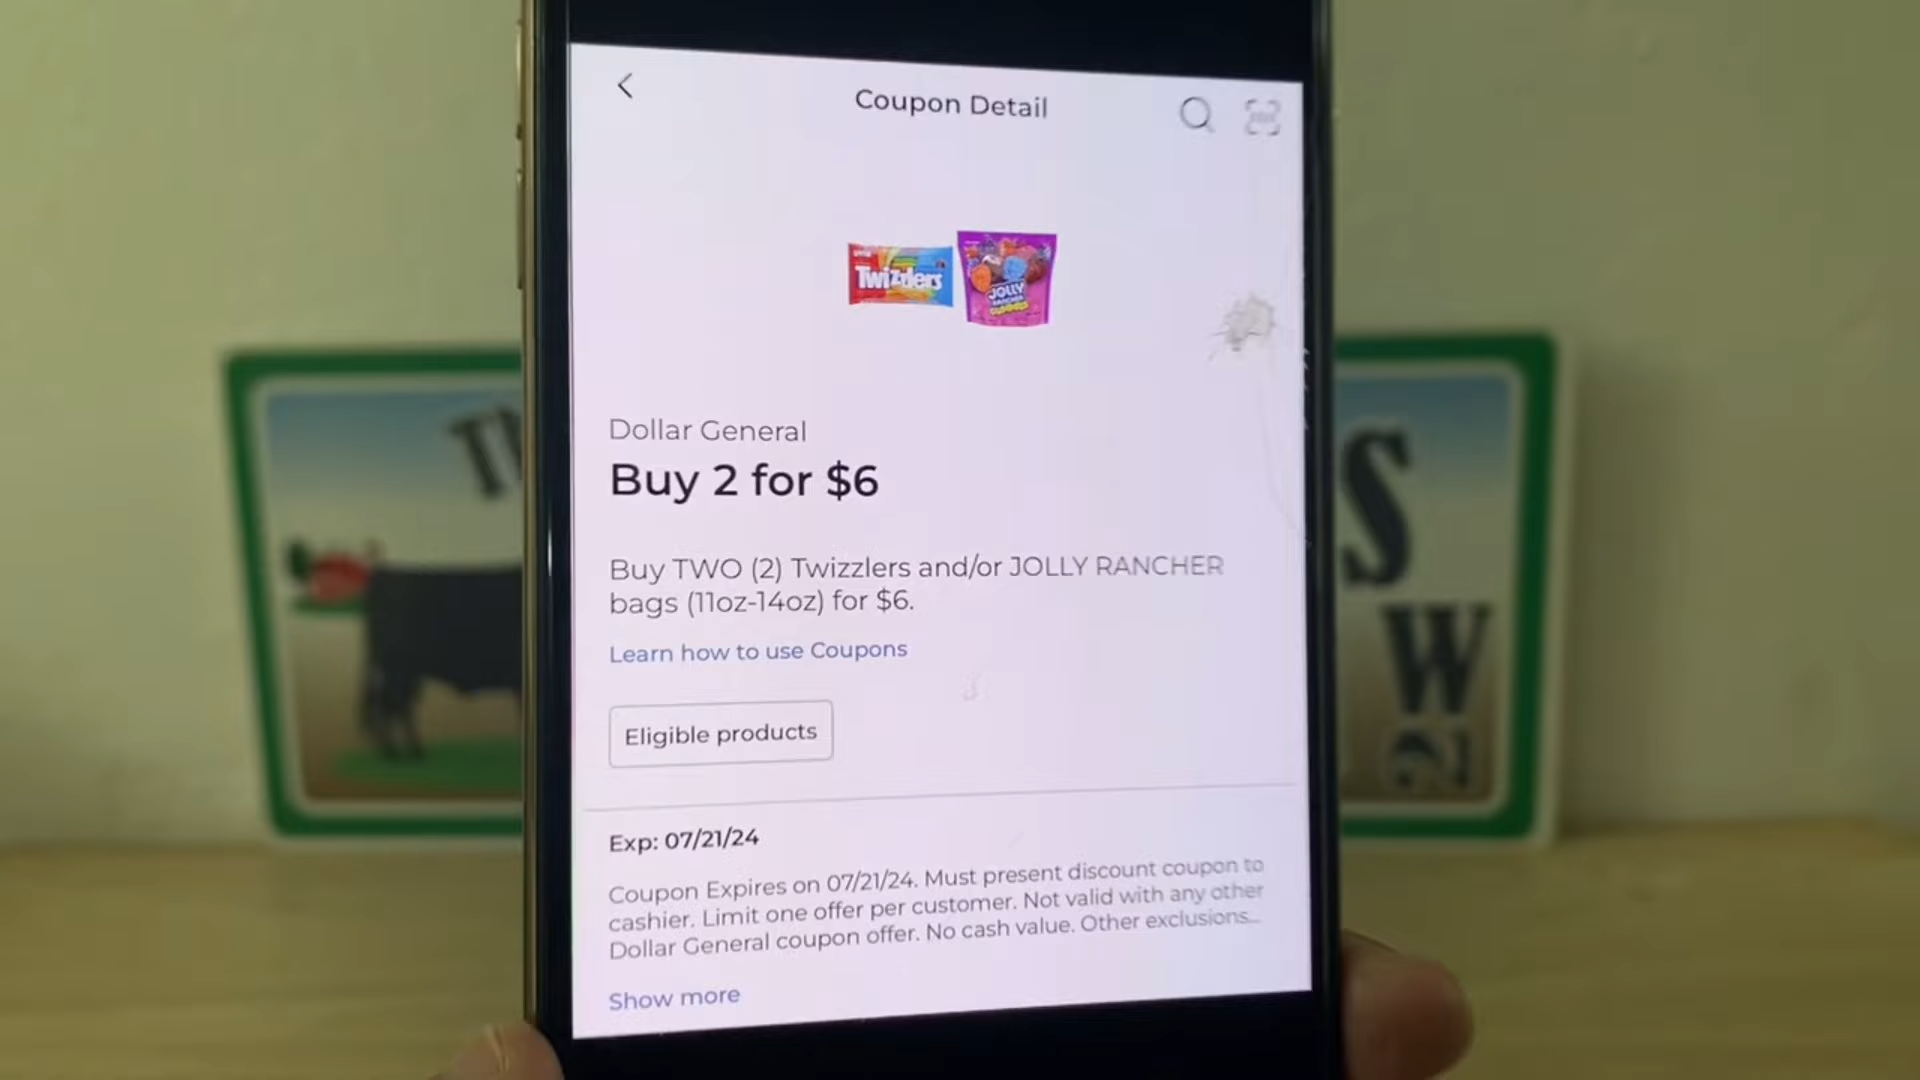 Coupon Detail
Twizzlers
JOLLY
RANCHER
GUMMIES
Dollar General
Buy 2 for $6
Buy TWO (2) Twizzlers and/or JOLLY RANCHER
bags (11oz-14oz) for $6.
Learn how to use Coupons
Eligible products
Exp: 07/21/24
Coupon Expires on 07/21/24. Must present discount coupon to
cashier. Limit one offer per customer. Not valid with any other
Dollar General coupon offer. No cash value. Other exclusions...
Show more
S
W